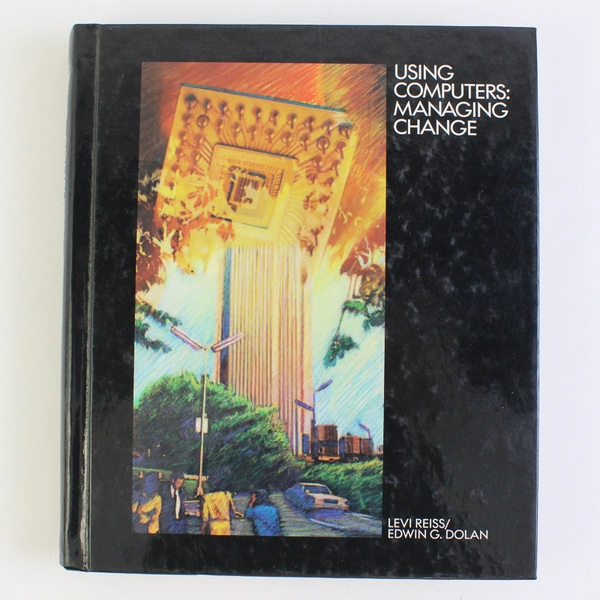 USING
COMPUTERS:
MANAGING
CHANGE
LEVI REISS/
EDWIN G. DOLAN